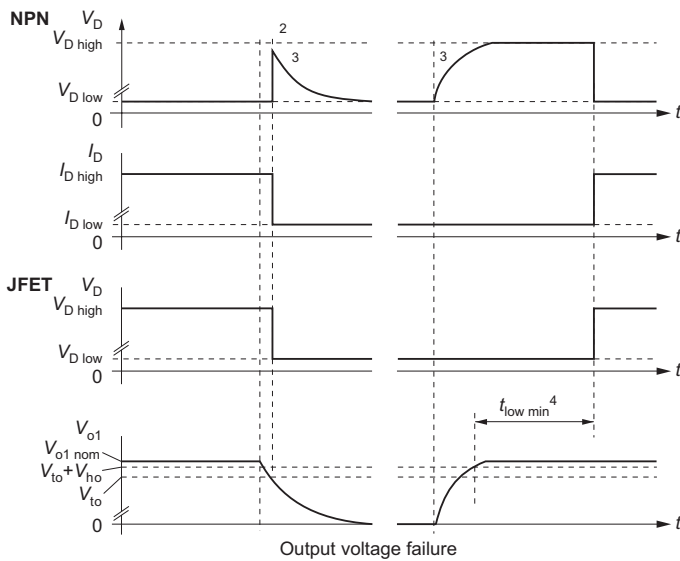 NPN
V_D
V_D high
2
3
3
V_D low
0
t
I_D
I_D high
I_D low
0
t
JFET
V_D
V_D high
V_D low
0
t
t_low min^4
V_o1
V_o1 nom
V_to + V_ho
V_to
0
t
Output voltage failure